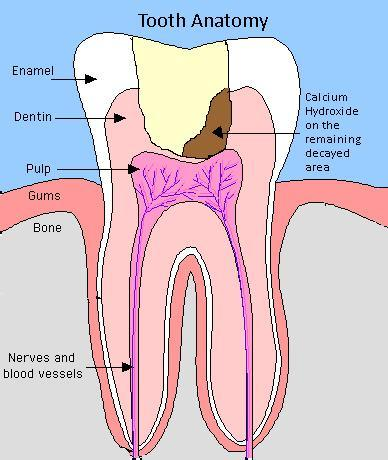 Tooth Anatomy
Enamel
Dentin
Pulp
Gums
Bone
Nerves and
blood vessels
Calcium
Hydroxide
on the
remaining
decayed
area